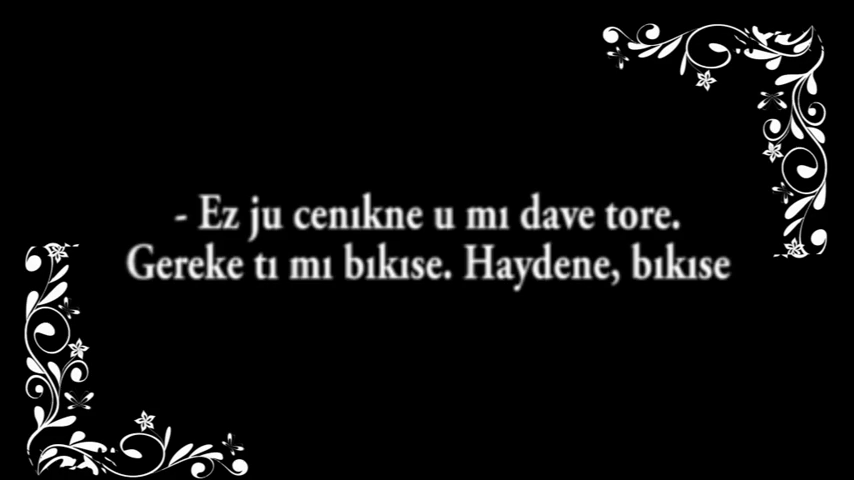 - Ez ju cenıkne u mı dave tore.
Gereke tı mı bıkıse. Haydene, bıkıse